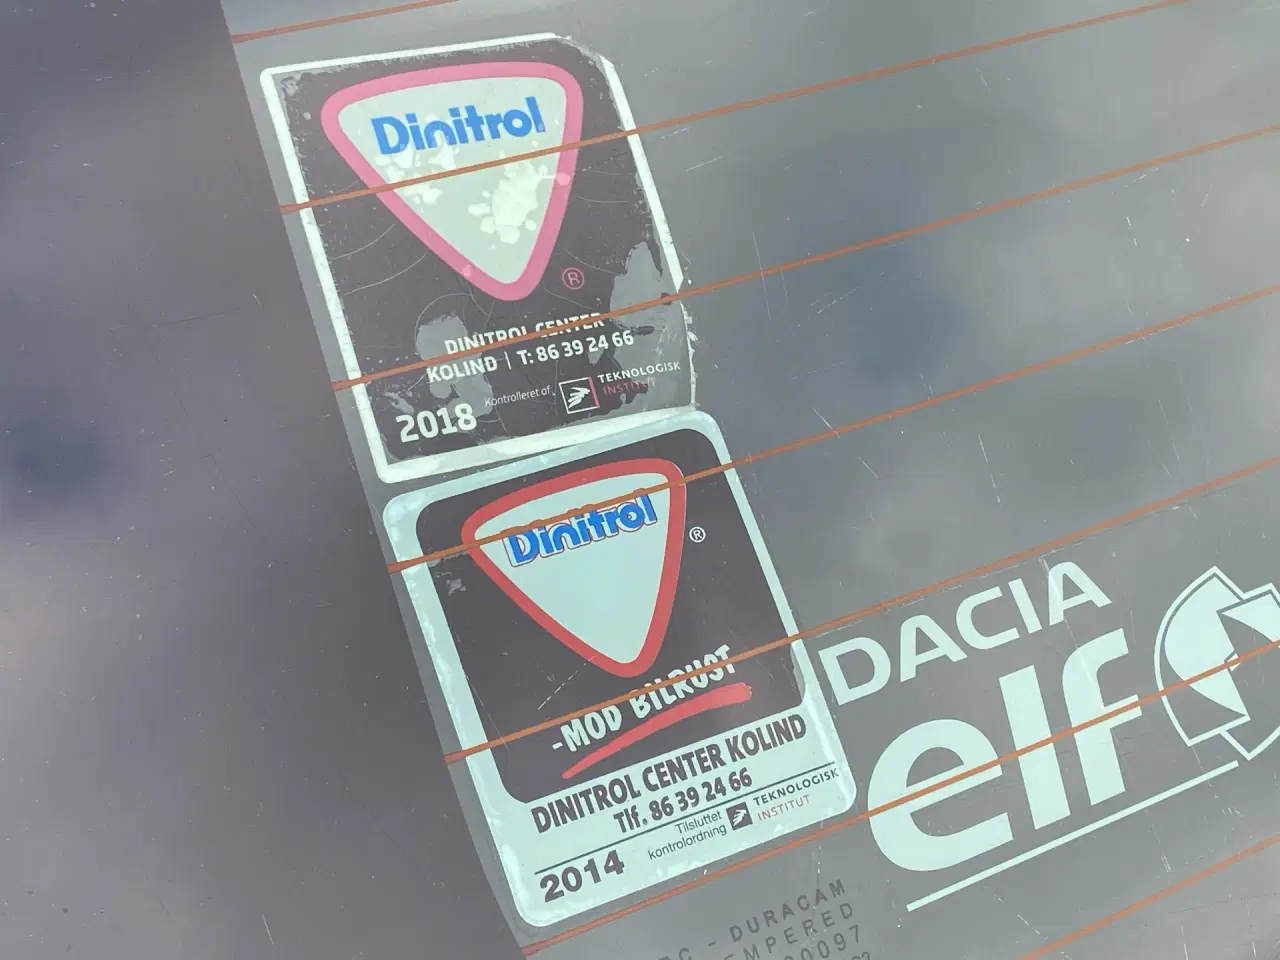 Dinitrol
®
DINITROL CENTER
KOLIND | T: 86 39 24 66
Kontrolleret af
TEKNOLOGISK
INSTITUT
2018
Dinitrol
®
-MOD BILRUST
DINITROL CENTER KOLIND
Tlf. 86 39 24 66
Tilsluttet
kontrolordning
TEKNOLOGISK
INSTITUT
2014
DACIA
elf
- DURACAM